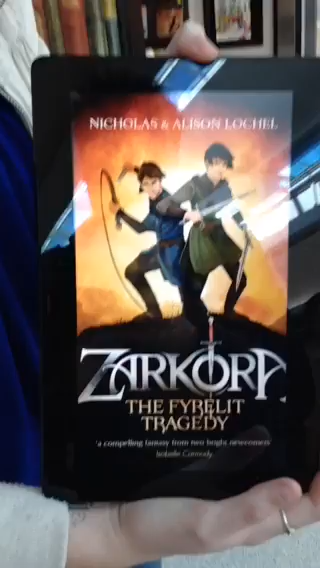 NICHOLAS & ALISON LOCHEL
ZARKORA
THE FYRELIT
TRAGEDY
'a compelling fantasy from two bright newcomers'
Isobelle Carmody